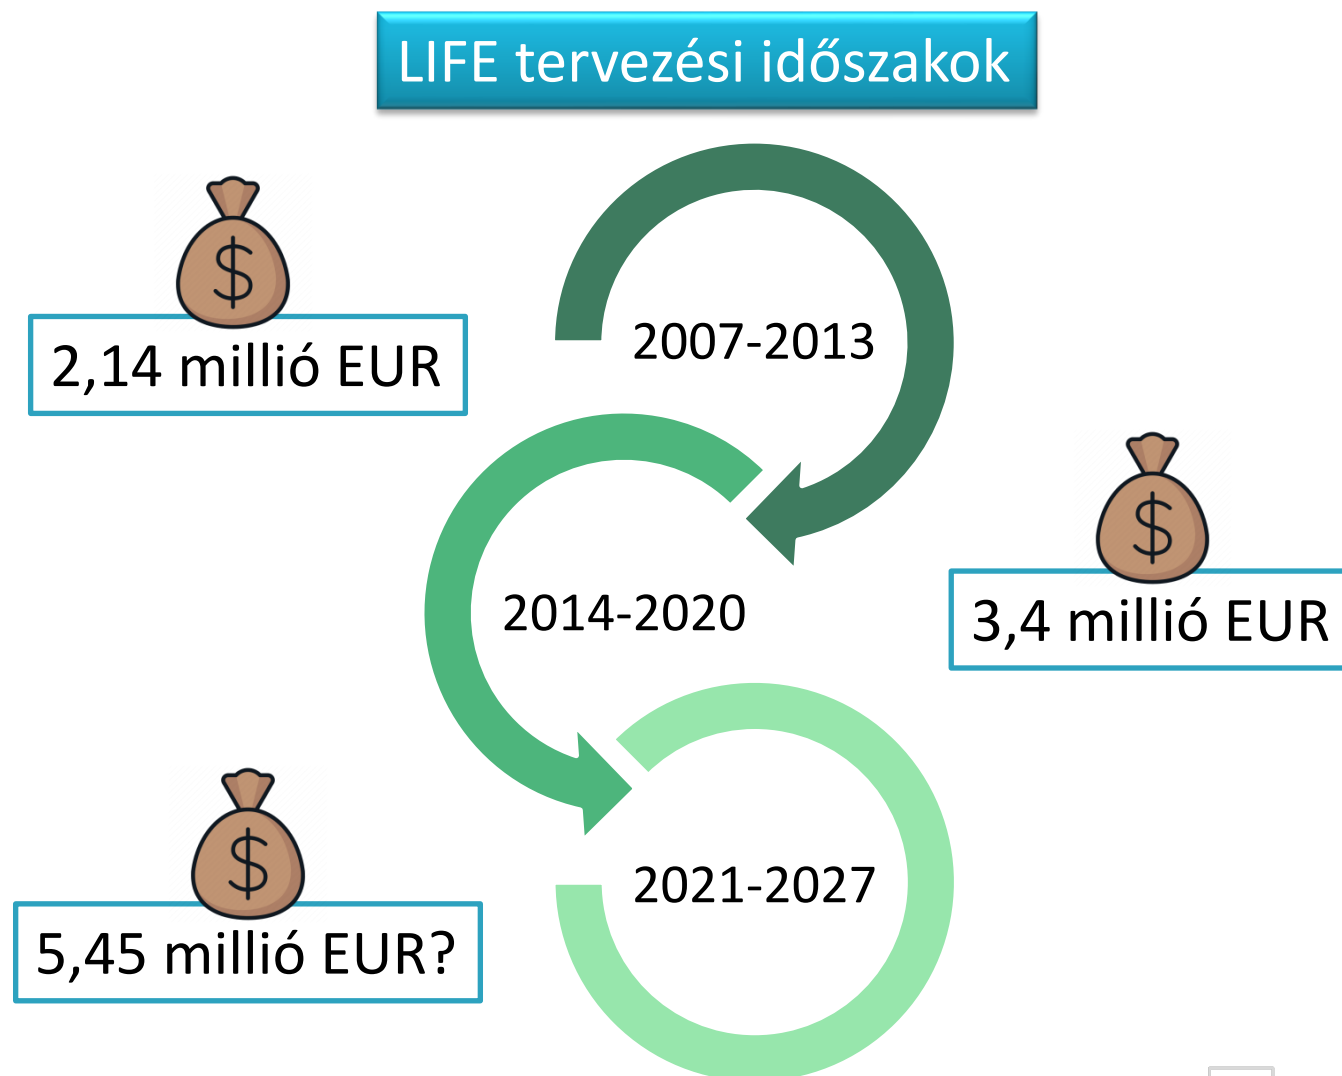 LIFE tervezési időszakok
2007-2013
2,14 millió EUR
2014-2020
3,4 millió EUR
2021-2027
5,45 millió EUR?